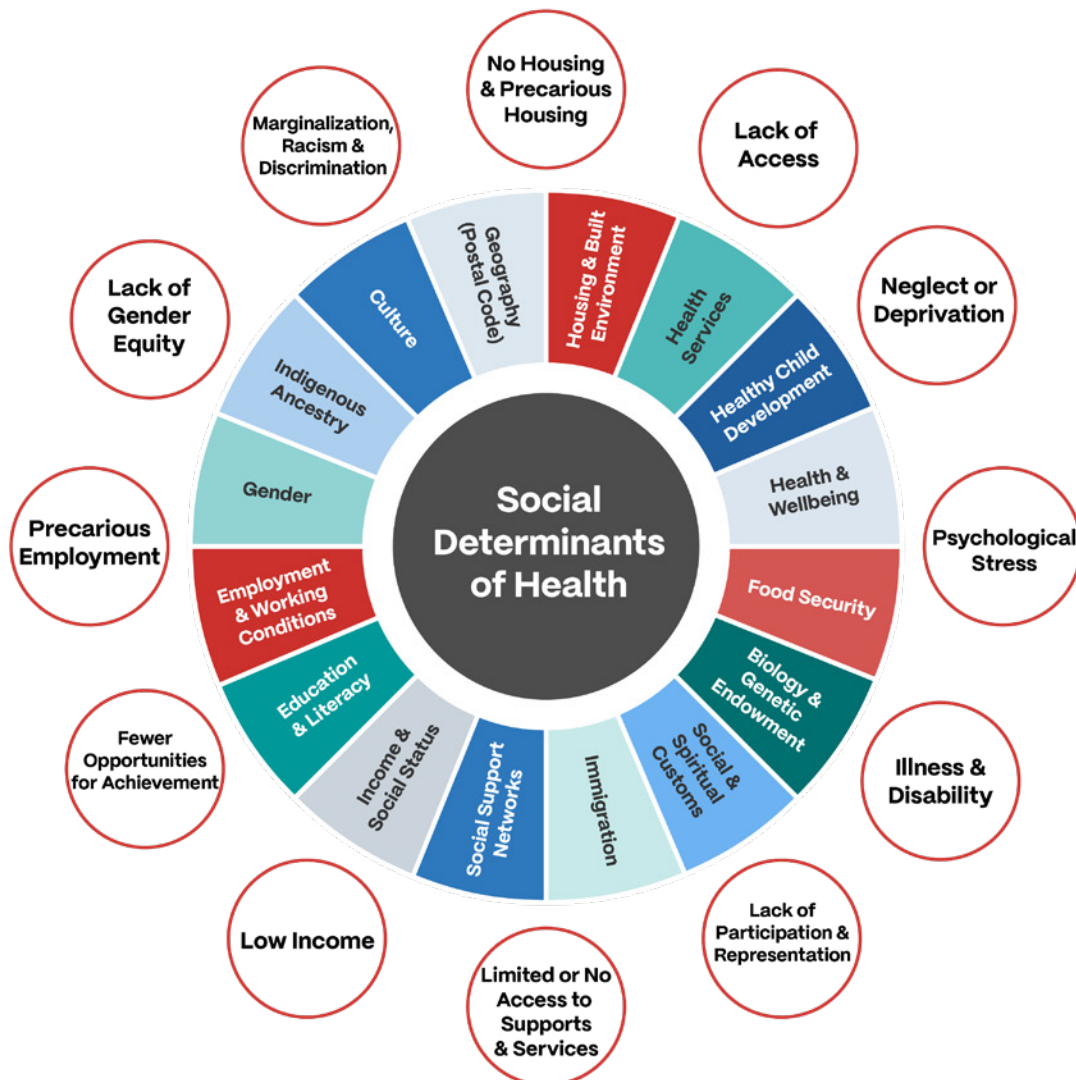 No Housing
& Precarious
Housing
Lack of
Access
Neglect or
Deprivation
Psychological
Stress
Illness &
Disability
Lack of
Participation &
Representation
Limited or No
Access to
Supports
& Services
Low Income
Fewer
Opportunities
for Achievement
Precarious
Employment
Lack of
Gender
Equity
Marginalization,
Racism &
Discrimination
Housing & Built
Environment
Health
Services
Healthy Child
Development
Health &
Wellbeing
Food Security
Biology &
Genetic
Endowment
Social &
Spiritual
Customs
Immigration
Social Support
Networks
Income &
Social Status
Education
& Literacy
Employment
& Working
Conditions
Gender
Indigenous
Ancestry
Culture
Geography
(Postal Code)
Social
Determinants
of Health